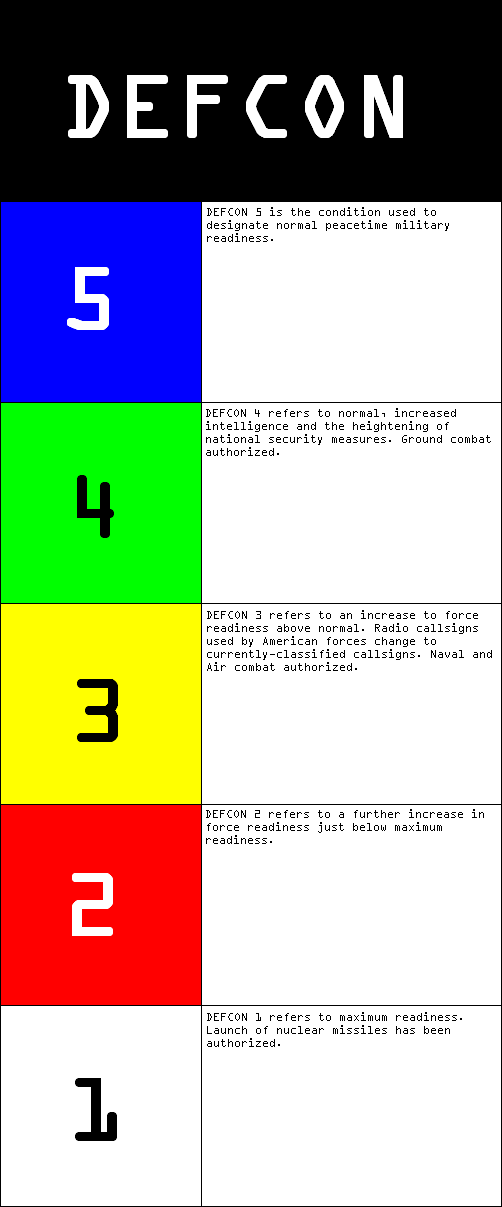 DEFCON
5
DEFCON 5 is the condition used to
designate normal peacetime military
readiness.
4
DEFCON 4 refers to normal, increased
intelligence and the heightening of
national security measures. Ground combat
authorized.
3
DEFCON 3 refers to an increase to force
readiness above normal. Radio callsigns
used by American forces change to
currently-classified callsigns. Naval and
Air combat authorized.
2
DEFCON 2 refers to a further increase in
force readiness just below maximum
readiness.
1
DEFCON 1 refers to maximum readiness.
Launch of nuclear missiles has been
authorized.